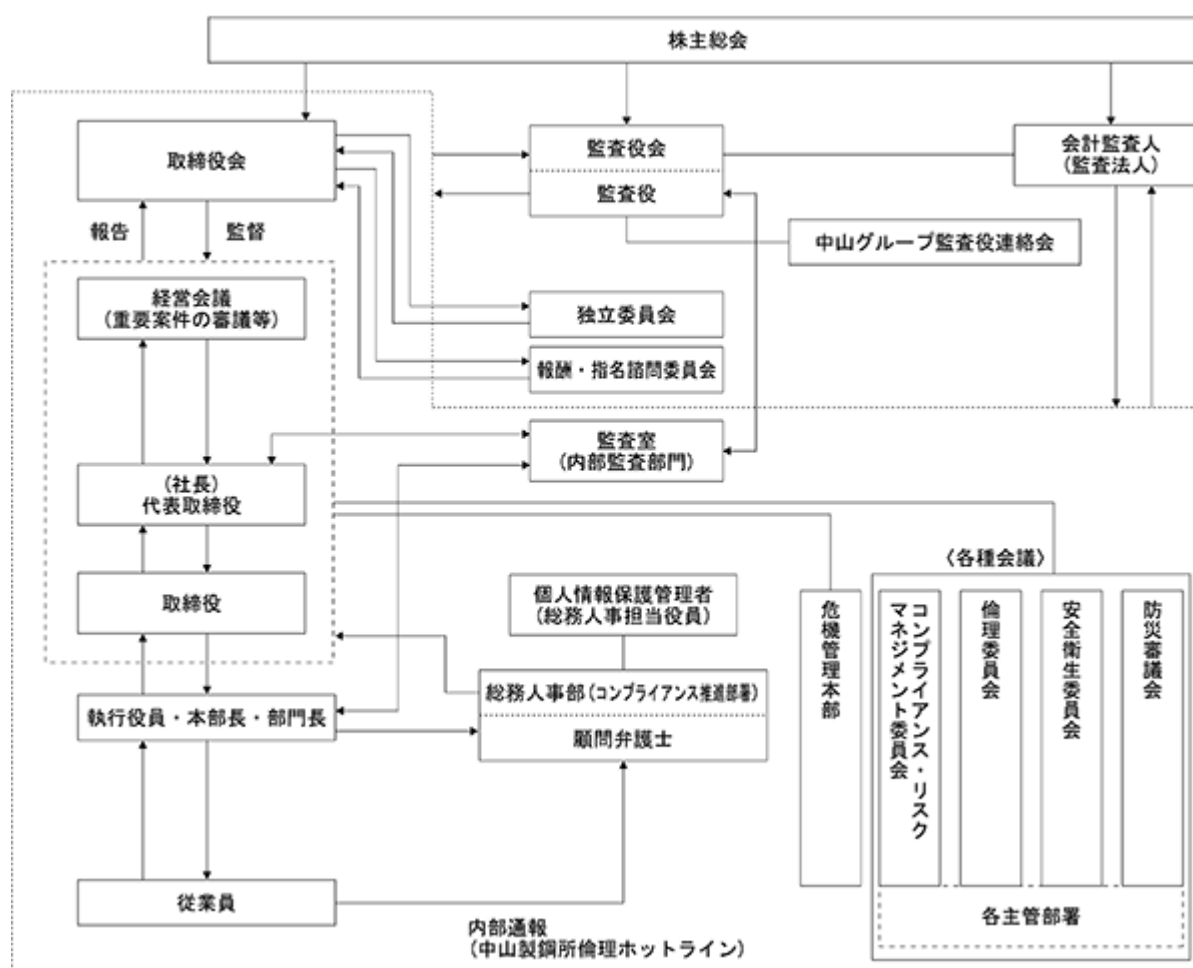 株主総会
取締役会
監査役会
監査役
会計監査人
(監査法人)
報告
監督
中山グループ監査役連絡会
経営会議
(重要案件の審議等)
独立委員会
報酬・指名諮問委員会
監査室
(内部監査部門)
(社長)
代表取締役
取締役
〈各種会議〉
個人情報保護管理者
(総務人事担当役員)
危機管理本部
コンプライアンス・リスク
マネジメント委員会
倫理委員会
安全衛生委員会
防災審議会
執行役員・本部長・部門長
総務人事部(コンプライアンス推進部署)
顧問弁護士
従業員
各主管部署
内部通報
(中山製鋼所倫理ホットライン)